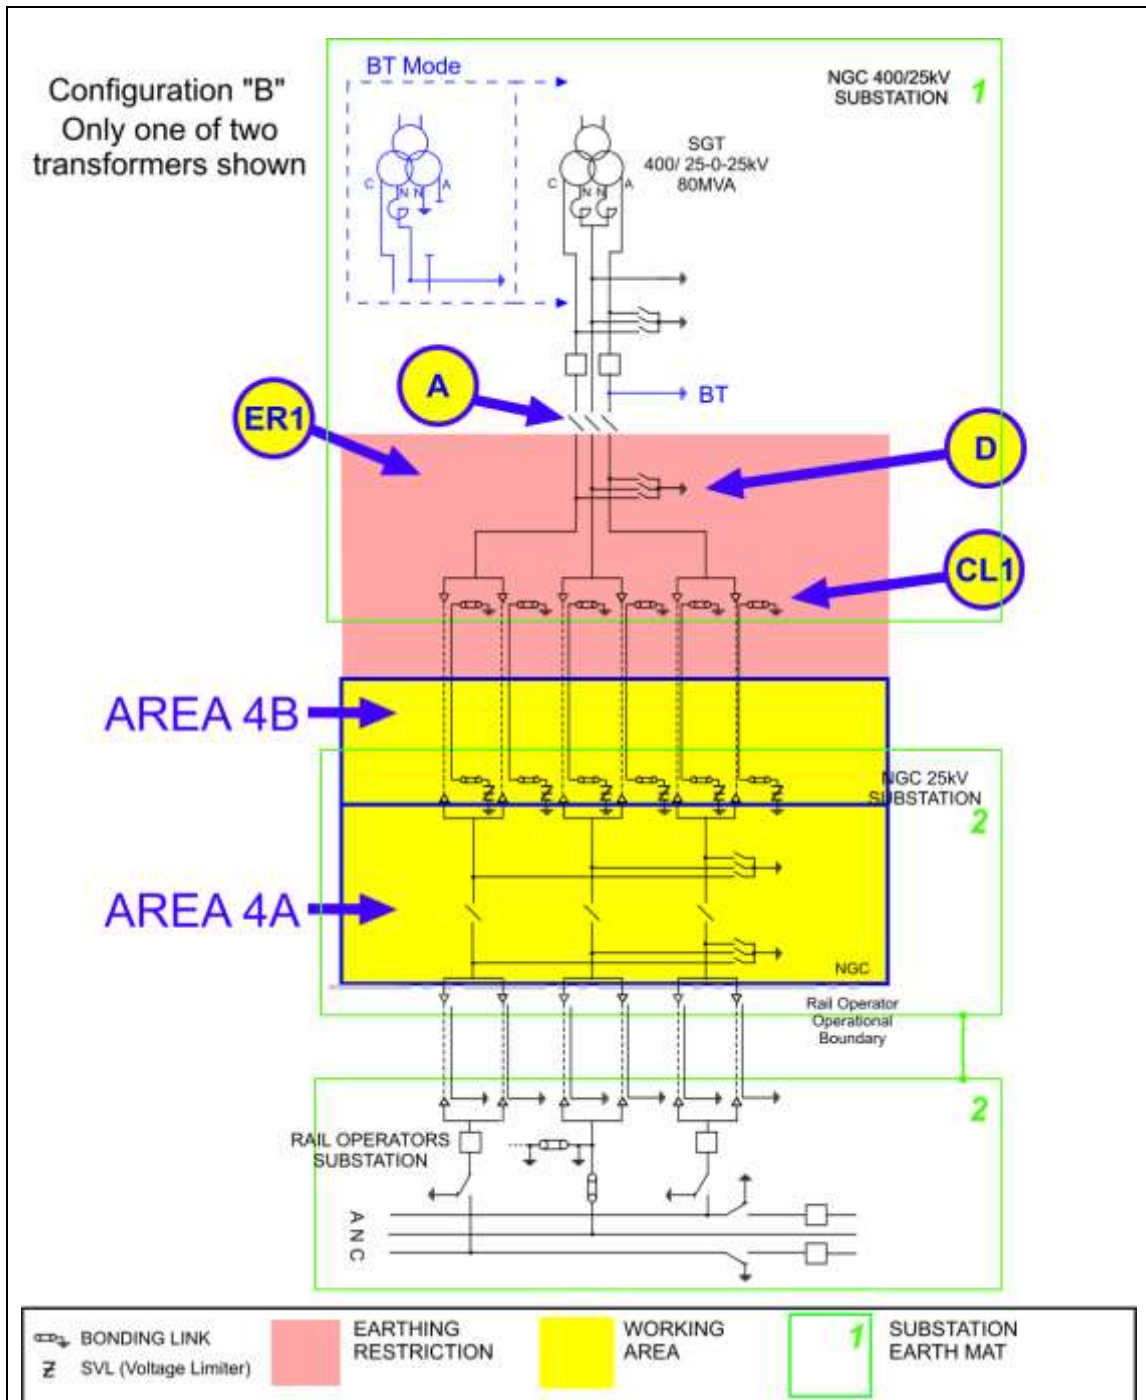 Configuration "B"
Only one of two
transformers shown
BT Mode
NGC 400/25kV
SUBSTATION
1
SGT
400/ 25-0-25kV
80MVA
C N N A
C N N A
BT
A
ER1
D
CL1
AREA 4B
NGC 25kV
SUBSTATION
2
AREA 4A
NGC
Rail Operator
Operational
Boundary
2
RAIL OPERATORS
SUBSTATION
A
N
C
BONDING LINK
SVL (Voltage Limiter)
EARTHING
RESTRICTION
WORKING
AREA
1
SUBSTATION
EARTH MAT